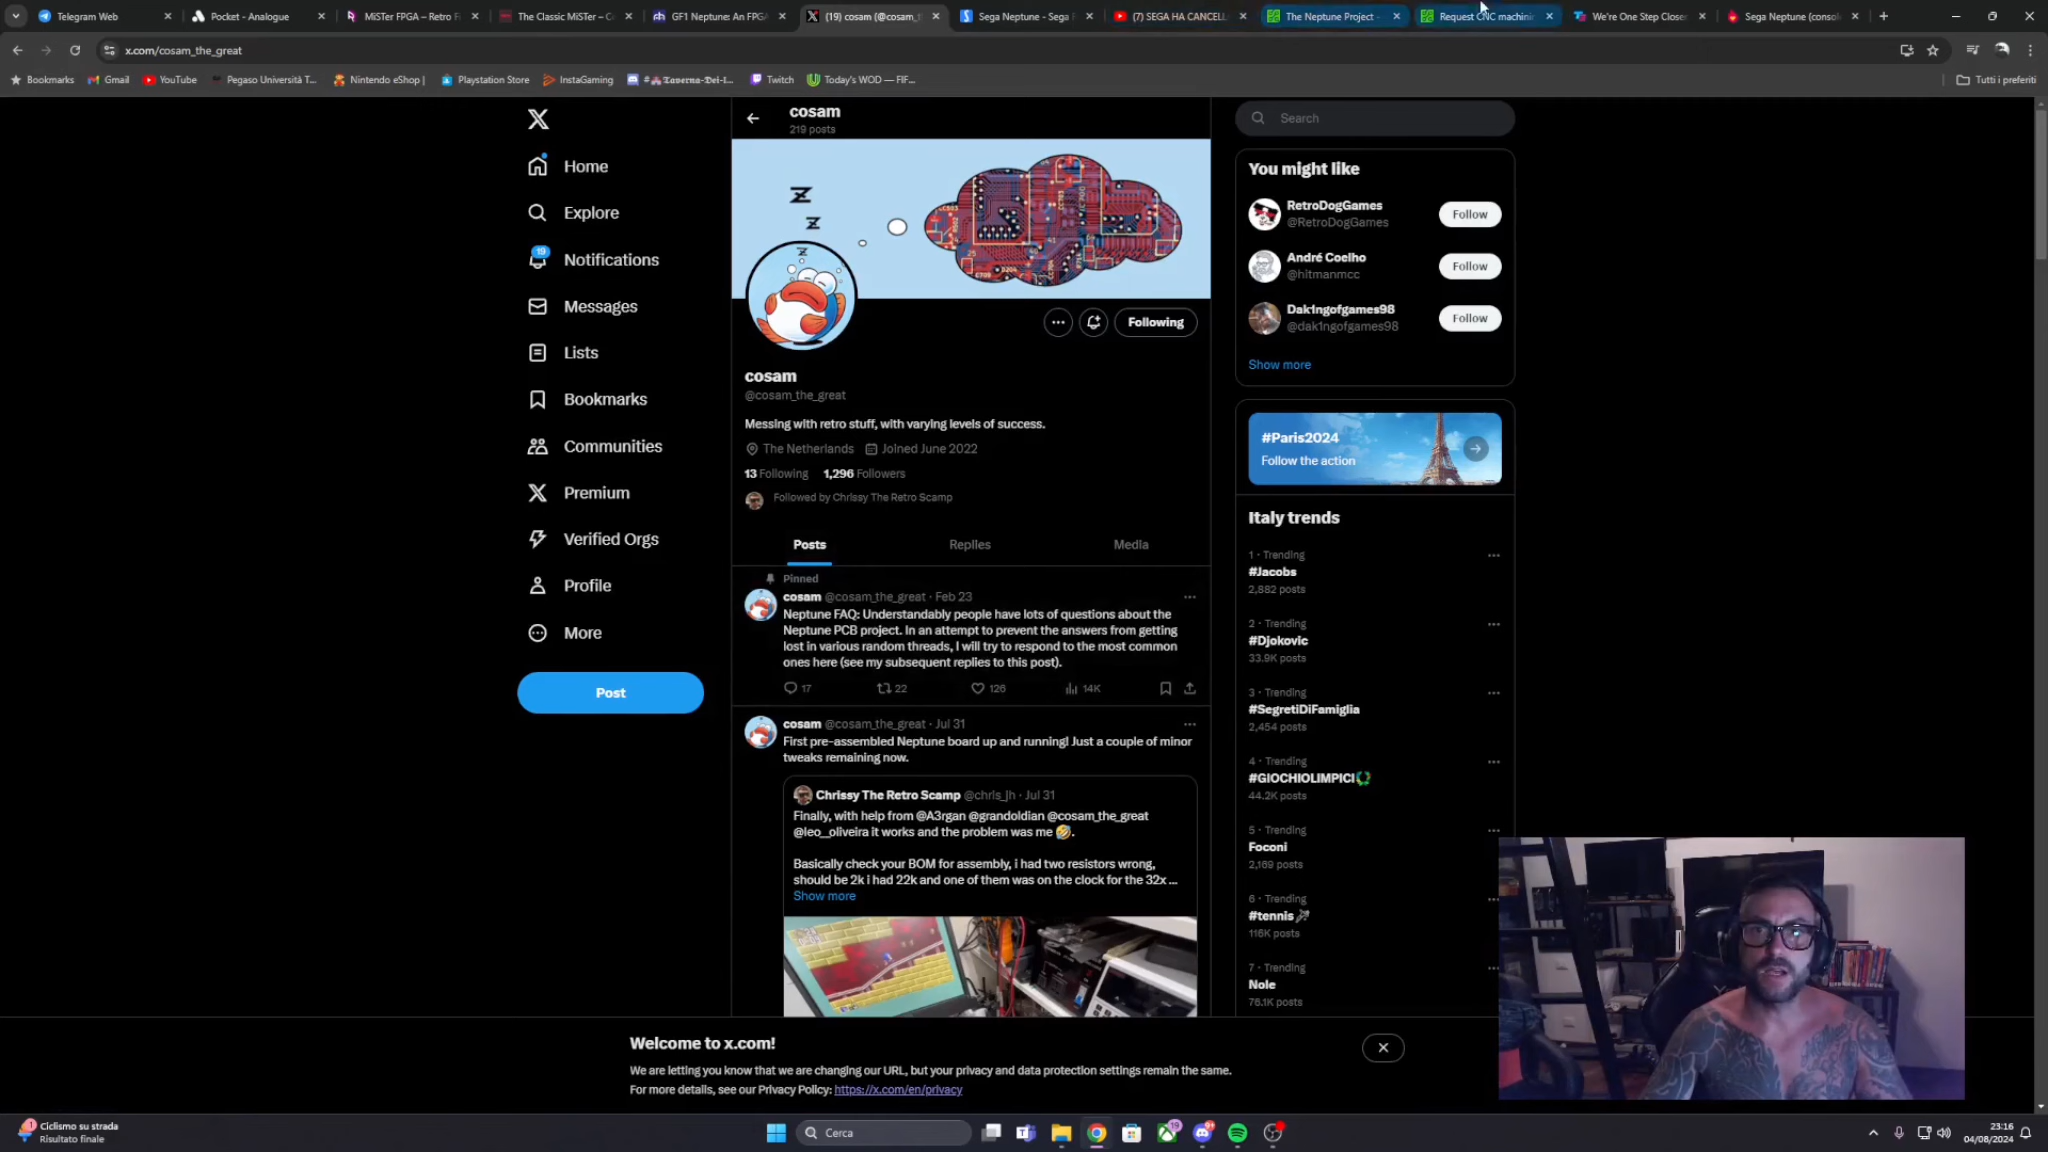 Telegram Web
Pocket - Analogue
MiSTer FPGA – Retro F
The Classic MiSTer – C
GF1 Neptune: An FPGA
(19) cosam (@cosam_t
Sega Neptune - Sega R
(7) SEGA HA CANCELL
The Neptune Project -
Request CNC machinin
We're One Step Closer
Sega Neptune (consol
x.com/cosam_the_great
Bookmarks
Gmail
YouTube
Pegaso Università T...
Nintendo eShop |
Playstation Store
InstaGaming
Twitch
Today's WOD — FIF...
Tutti i preferiti
Home
Explore
19
Notifications
Messages
Lists
Bookmarks
Communities
Premium
Verified Orgs
Profile
More
Post
cosam
219 posts
Following
cosam
@cosam_the_great
Messing with retro stuff, with varying levels of success.
The Netherlands Joined June 2022
13 Following 1,296 Followers
Followed by Chrissy The Retro Scamp
Posts Replies Media
Pinned
cosam @cosam_the_great · Feb 23
Neptune FAQ: Understandably people have lots of questions about the
Neptune PCB project. In an attempt to prevent the answers from getting
lost in various random threads, I will try to respond to the most common
ones here (see my subsequent replies to this post).
17 22 126 14K
cosam @cosam_the_great · Jul 31
First pre-assembled Neptune board up and running! Just a couple of minor
tweaks remaining now.
Chrissy The Retro Scamp @chris_jh · Jul 31
Finally, with help from @A3rgan @grandoldian @cosam_the_great
@leo__oliveira it works and the problem was me 🤣.
Basically check your BOM for assembly, i had two resistors wrong,
should be 2k i had 22k and one of them was on the clock for the 32x ...
Show more
Search
You might like
RetroDogGames
@RetroDogGames
Follow
André Coelho
@hitmanmcc
Follow
Dak1ngofgames98
@dak1ngofgames98
Follow
Show more
#Paris2024
Follow the action
Italy trends
1 · Trending
#Jacobs
2,882 posts
2 · Trending
#Djokovic
33.9K posts
3 · Trending
#SegretiDiFamiglia
2,454 posts
4 · Trending
#GIOCHIOLIMPICI
44.2K posts
5 · Trending
Foconi
2,169 posts
6 · Trending
#tennis
116K posts
7 · Trending
Nole
76.1K posts
Welcome to x.com!
We are letting you know that we are changing our URL, but your privacy and data protection settings remain the same.
For more details, see our Privacy Policy: https://x.com/en/privacy
1
Ciclismo su strada
Risultato finale
Cerca
19
9+
23:16
04/08/2024